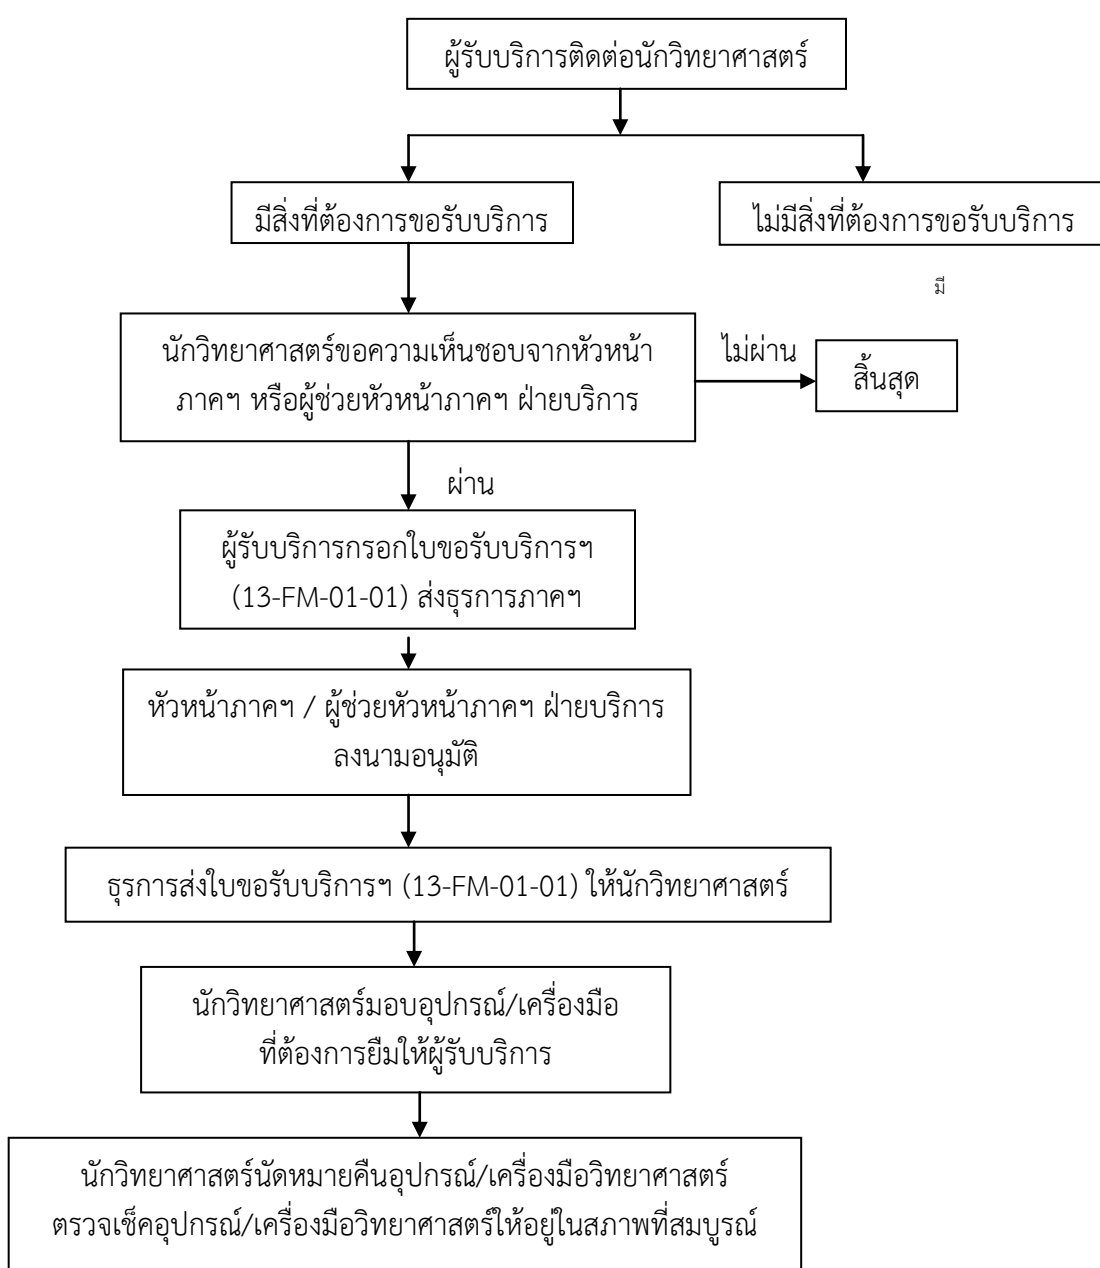 ผู้รับบริการติดต่อนักวิทยาศาสตร์
มีสิ่งที่ต้องการขอรับบริการ
ไม่มีสิ่งที่ต้องการขอรับบริการ
มี
นักวิทยาศาสตร์ขอความเห็นชอบจากหัวหน้า
ภาคฯ หรือผู้ช่วยหัวหน้าภาคฯ ฝ่ายบริการ
ไม่ผ่าน
สิ้นสุด
ผ่าน
ผู้รับบริการกรอกใบขอรับบริการฯ
(13-FM-01-01) ส่งธุรการภาคฯ
หัวหน้าภาคฯ / ผู้ช่วยหัวหน้าภาคฯ ฝ่ายบริการ
ลงนามอนุมัติ
ธุรการส่งใบขอรับบริการฯ (13-FM-01-01) ให้นักวิทยาศาสตร์
นักวิทยาศาสตร์มอบอุปกรณ์/เครื่องมือ
ที่ต้องการยืมให้ผู้รับบริการ
นักวิทยาศาสตร์นัดหมายคืนอุปกรณ์/เครื่องมือวิทยาศาสตร์
ตรวจเช็คอุปกรณ์/เครื่องมือวิทยาศาสตร์ให้อยู่ในสภาพที่สมบูรณ์